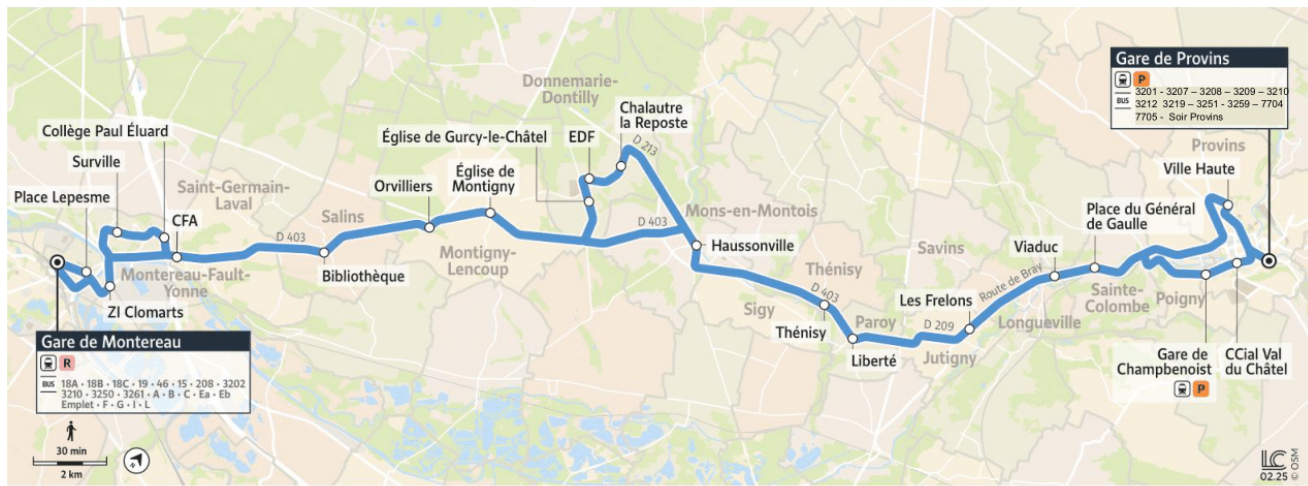 Gare de Provins
P
BUS
3201 - 3207 – 3208 – 3209 – 3210
3212 3219 – 3251 - 3259 – 7704
7705 - Soir Provins
Provins
Ville Haute
Donnemarie-
Dontilly
Chalautre
la Reposte
D 213
Collège Paul Éluard
Église de Gurcy-le-Châtel
EDF
Surville
Église de
Montigny
Saint-Germain-
Laval
Orvilliers
Place Lepesme
CFA
Salins
D 403
Mons-en-Montois
Place du Général
de Gaulle
D 403
Haussonville
Viaduc
Savins
Montigny-
Lencoup
Bibliothèque
Montereau-Fault-
Yonne
Thénisy
Route de Bray
Sainte-
Colombe
Poigny
ZI Clomarts
D 403
Sigy
Les Frelons
Longueville
Paroy
D 209
Thénisy
Liberté
Jutigny
Gare de
Champbenoist
P
CCial Val
du Châtel
Gare de Montereau
R
BUS
18A • 18B • 18C • 19 • 46 • 15 • 208 • 3202
3210 • 3250 • 3261 • A • B • C • Ea • Eb
Emplet • F • G • I • L
30 min
2 km
LC
02.25
© OSM